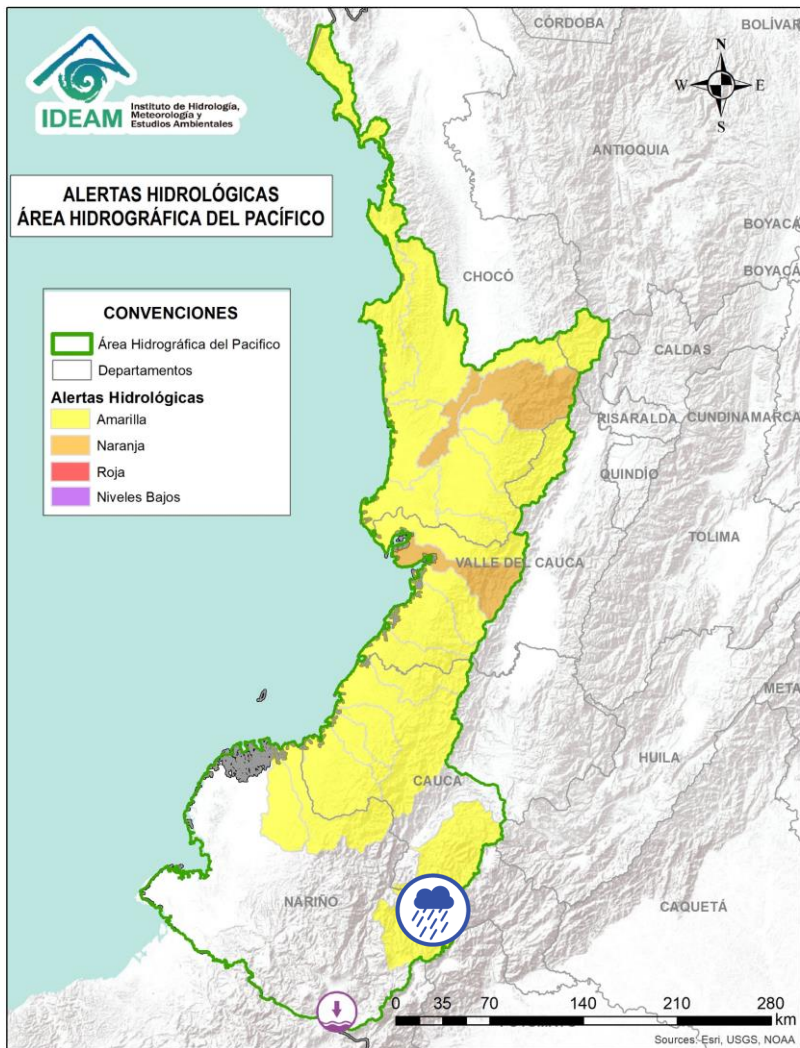 IDEAM
Instituto de Hidrología,
Meteorología y
Estudios Ambientales
ALERTAS HIDROLÓGICAS
ÁREA HIDROGRÁFICA DEL PACÍFICO
CONVENCIONES
Área Hidrográfica del Pacifico
Departamentos
Alertas Hidrológicas
Amarilla
Naranja
Roja
Niveles Bajos
N
W E
S
CÓRDOBA
BOLÍVAR
ANTIOQUIA
BOYACÁ
BOYACÁ
CHOCÓ
CALDAS
RISARALDA
CUNDINAMARCA
QUINDÍO
TOLIMA
VALLE DEL CAUCA
META
HUILA
CAUCA
NARIÑO
CAQUETÁ
0 35 70 140 210 280
km
Sources: Esri, USGS, NOAA